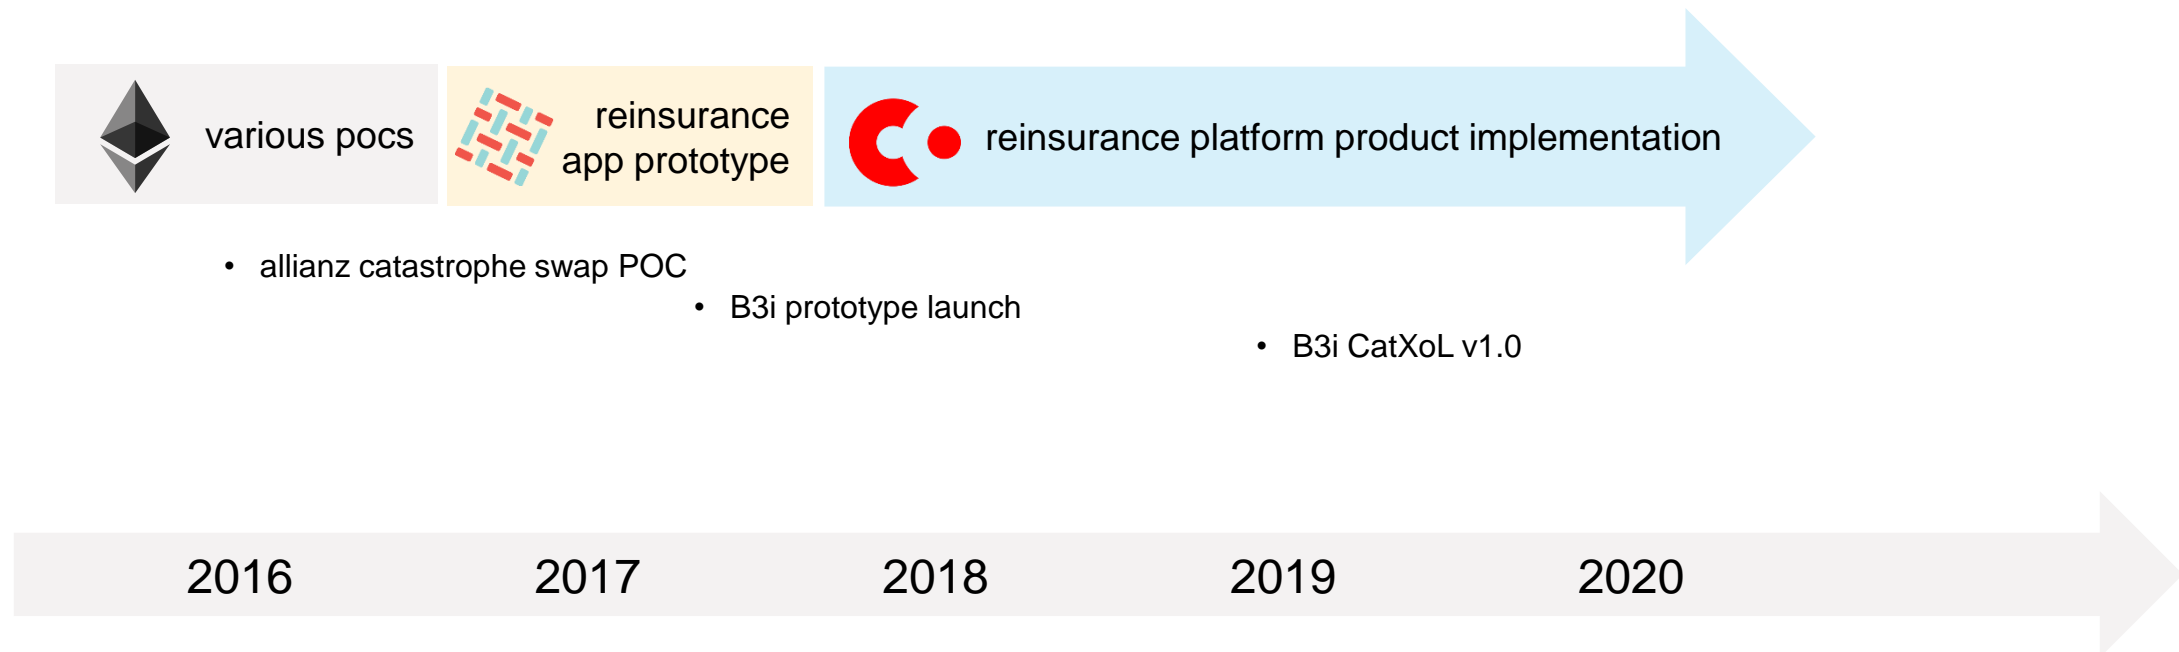 various pocs
reinsurance
app prototype
reinsurance platform product implementation
• allianz catastrophe swap POC
• B3i prototype launch
• B3i CatXoL v1.0
2016 2017 2018 2019 2020